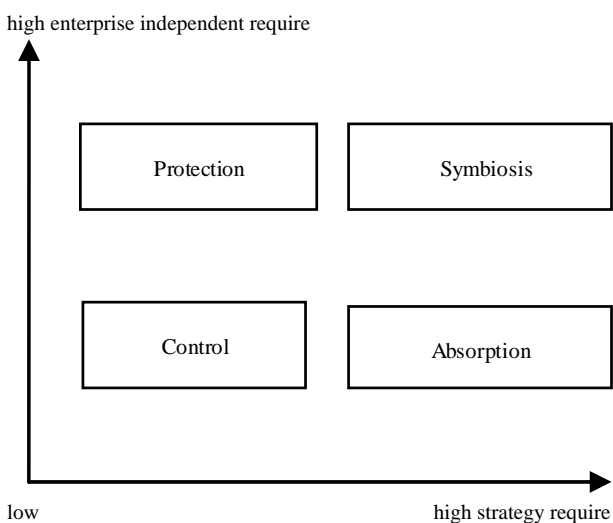 high enterprise independent require
Protection
Symbiosis
Control
Absorption
low
high strategy require